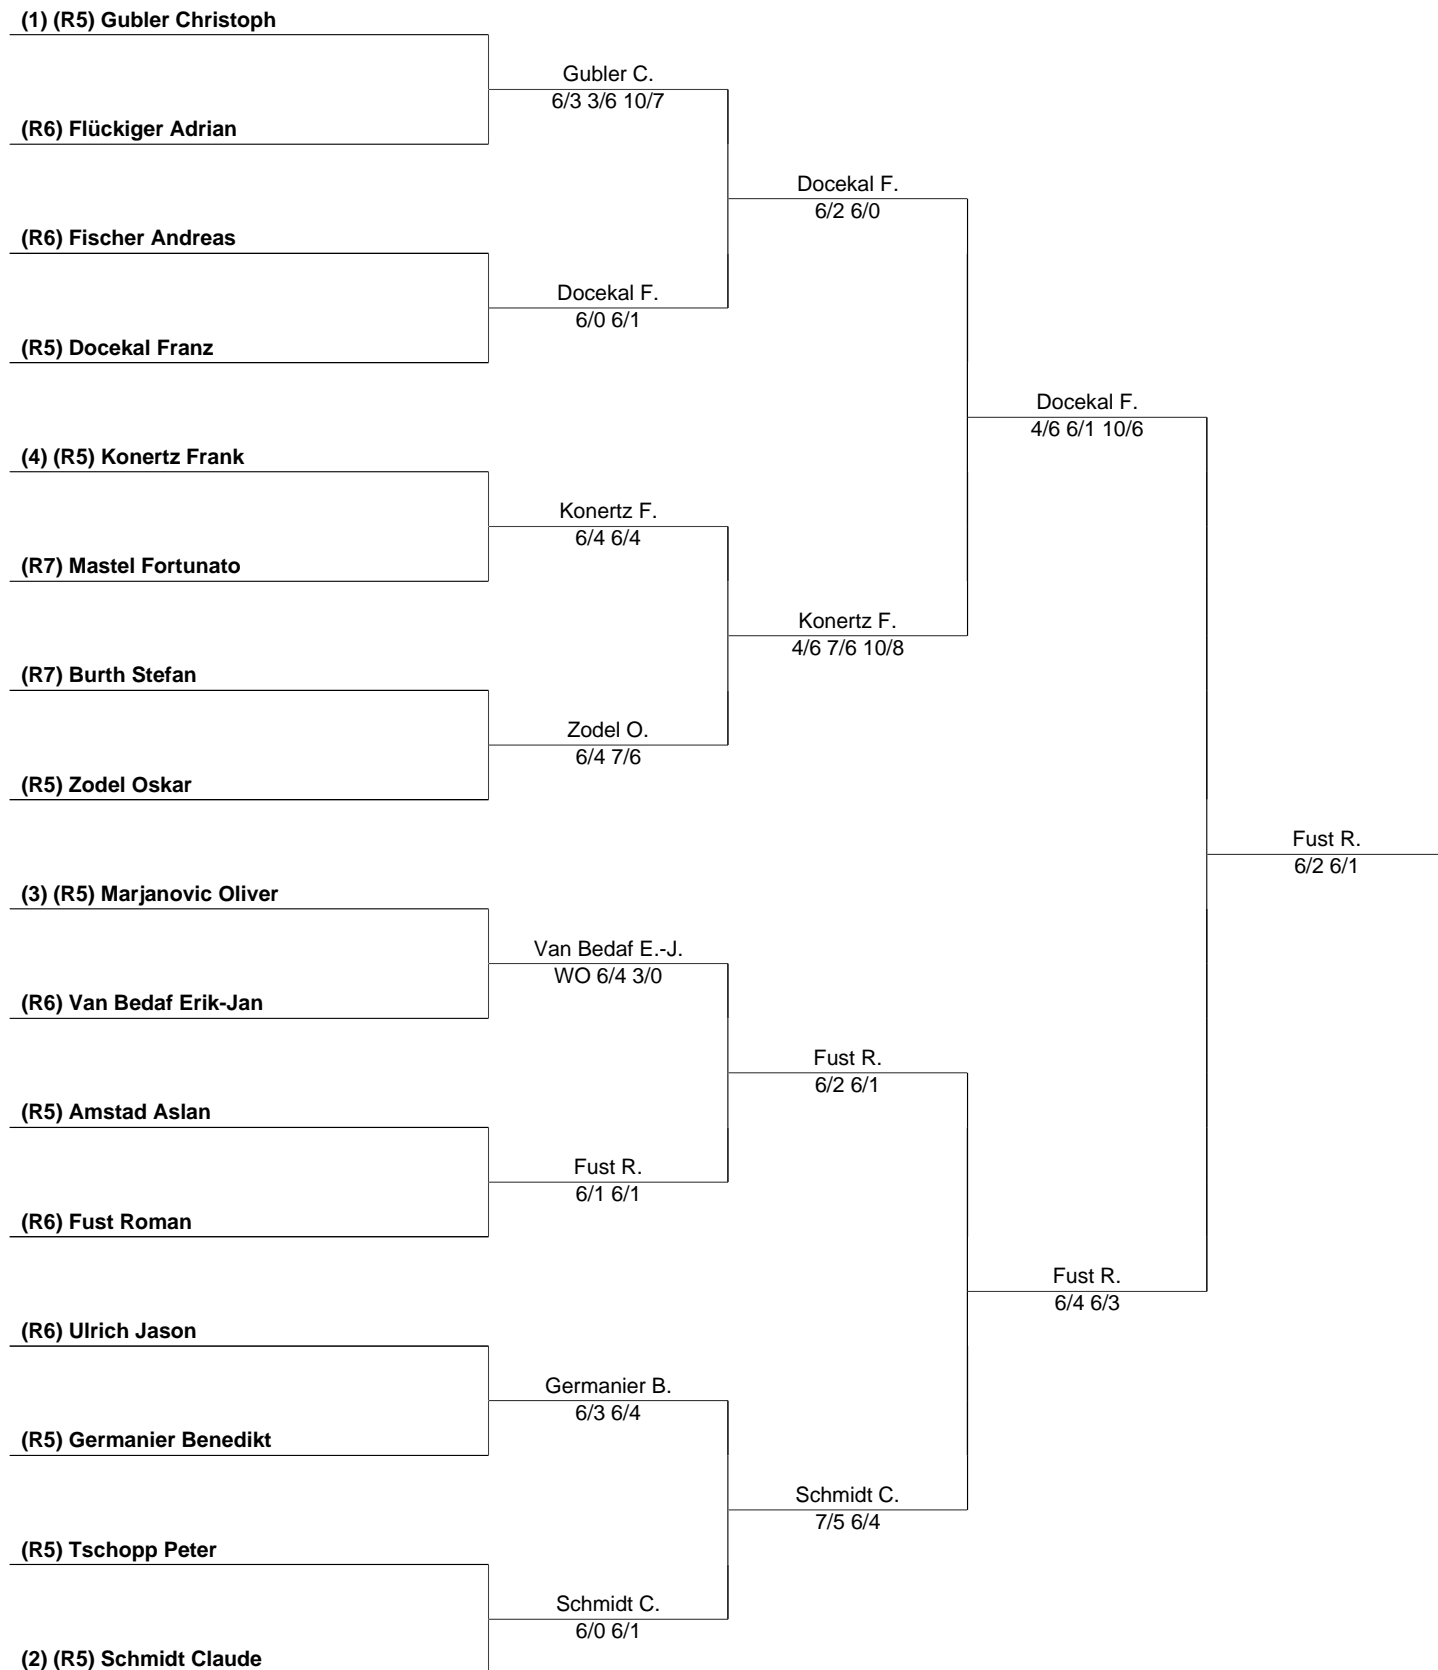 (1) (R5) Gubler Christoph
Gubler C.
6/3 3/6 10/7
(R6) Flückiger Adrian
Docekal F.
6/2 6/0
(R6) Fischer Andreas
Docekal F.
6/0 6/1
(R5) Docekal Franz
Docekal F.
4/6 6/1 10/6
(4) (R5) Konertz Frank
Konertz F.
6/4 6/4
(R7) Mastel Fortunato
Konertz F.
4/6 7/6 10/8
(R7) Burth Stefan
Zodel O.
6/4 7/6
(R5) Zodel Oskar
Fust R.
6/2 6/1
(3) (R5) Marjanovic Oliver
Van Bedaf E.-J.
WO 6/4 3/0
(R6) Van Bedaf Erik-Jan
Fust R.
6/2 6/1
(R5) Amstad Aslan
Fust R.
6/1 6/1
(R6) Fust Roman
Fust R.
6/4 6/3
(R6) Ulrich Jason
Germanier B.
6/3 6/4
(R5) Germanier Benedikt
Schmidt C.
7/5 6/4
(R5) Tschopp Peter
Schmidt C.
6/0 6/1
(2) (R5) Schmidt Claude